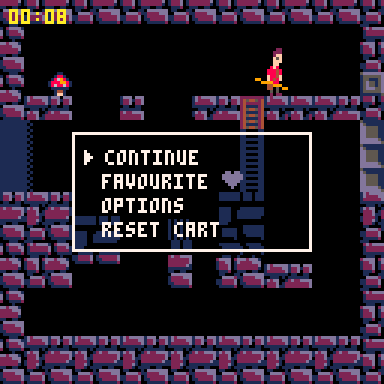 00:08
CONTINUE
FAVOURITE
OPTIONS
RESET CART